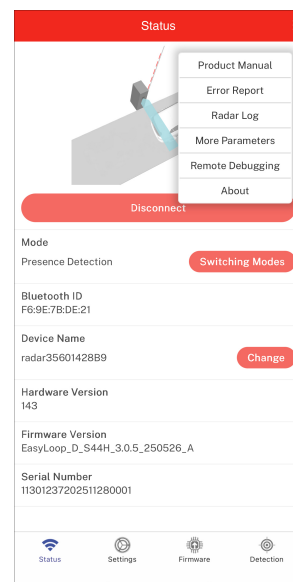 Status
Product Manual
Error Report
Radar Log
More Parameters
Remote Debugging
About
Disconnect
Mode
Presence Detection
Switching Modes
Bluetooth ID
F6:9E:7B:DE:21
Device Name
radar35601428B9
Change
Hardware Version
143
Firmware Version
EasyLoop_D_S44H_3.0.5_250526_A
Serial Number
11301237202511280001
Status
Settings
Firmware
Detection